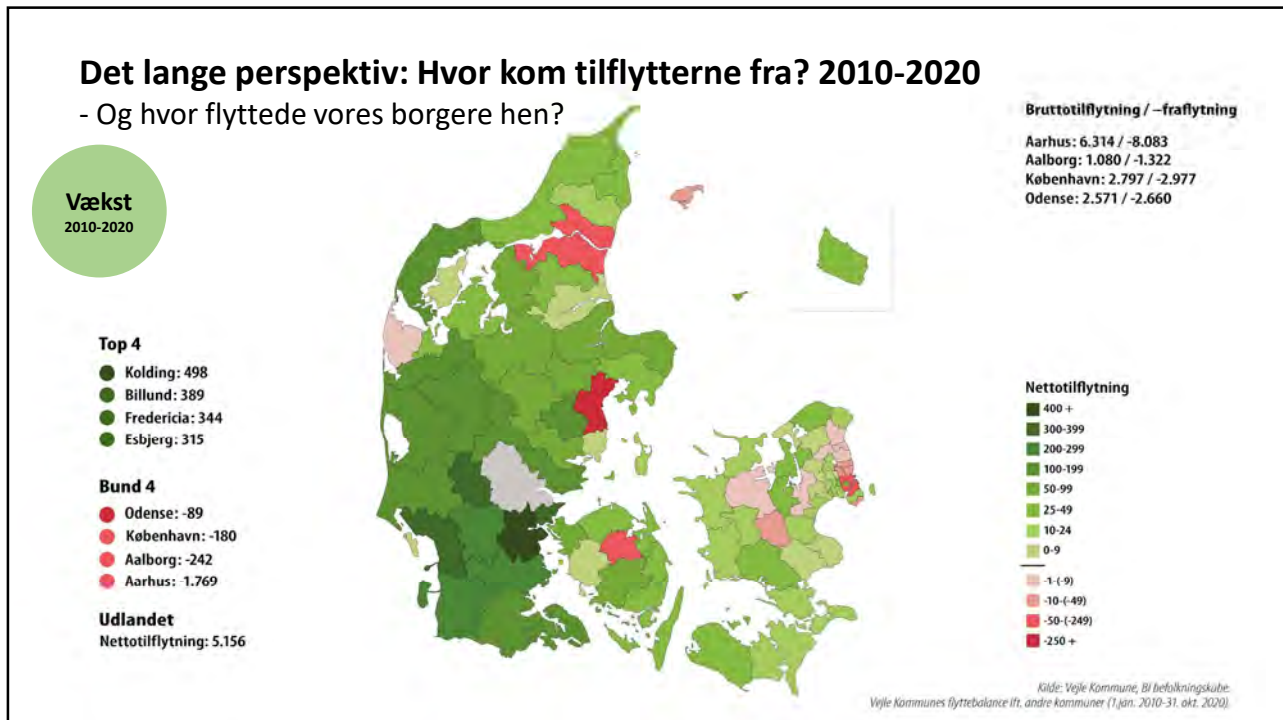 Det lange perspektiv: Hvor kom tilflytterne fra? 2010-2020
- Og hvor flyttede vores borgere hen?
Vækst
2010-2020
Bruttotilflytning / –fraflytning
Aarhus: 6.314 / -8.083
Aalborg: 1.080 / -1.322
København: 2.797 / -2.977
Odense: 2.571 / -2.660
Top 4
Kolding: 498
Billund: 389
Fredericia: 344
Esbjerg: 315
Bund 4
Odense: -89
København: -180
Aalborg: -242
Aarhus: -1.769
Udlandet
Nettotilflytning: 5.156
Nettotilflytning
400 +
300-399
200-299
100-199
50-99
25-49
10-24
0-9
-1-(-9)
-10-(-49)
-50-(-249)
-250 +
Kilde: Vejle Kommune, BI befolkningskube.
Vejle Kommunes flyttebalance ift. andre kommuner (1.jan. 2010-31. okt. 2020).